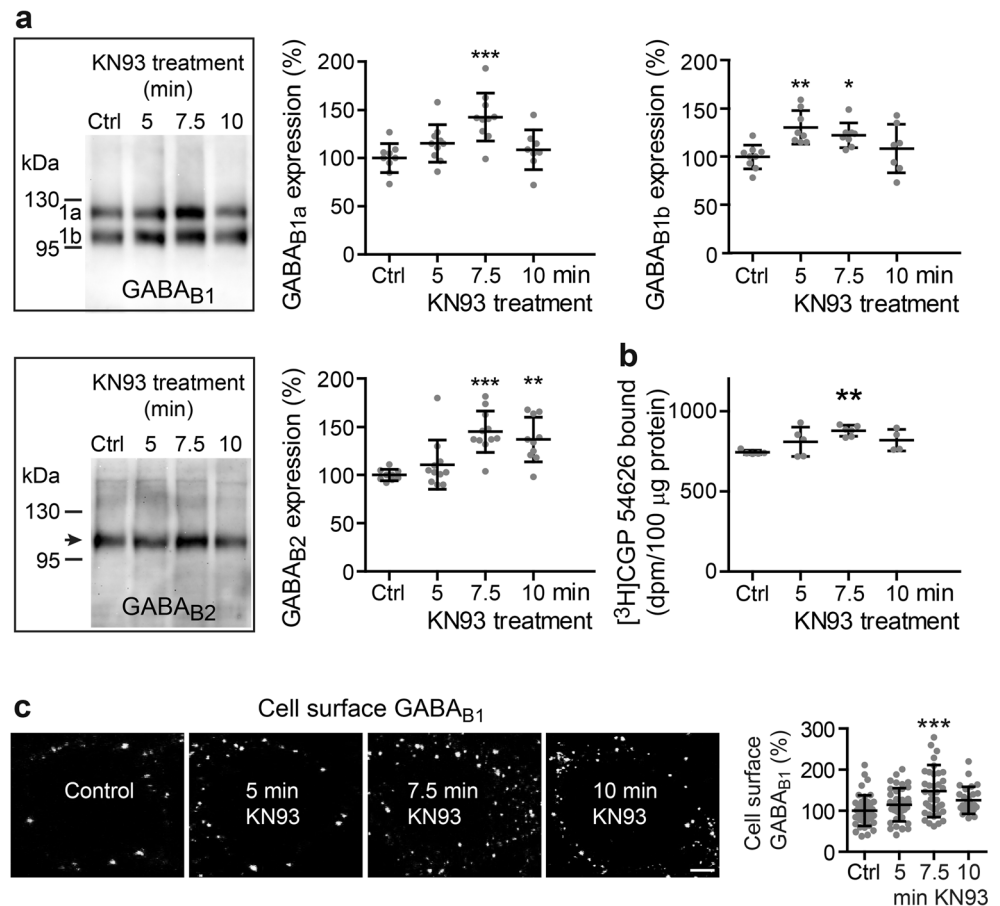 a
KN93 treatment
(min)
Ctrl 5 7.5 10
kDa
130
1a
1b
95
GABAB1
GABAB1a expression (%)
200
150
100
50
0
Ctrl 5 7.5 10 min
KN93 treatment
***
GABAB1b expression (%)
200
150
100
50
0
Ctrl 5 7.5 10 min
KN93 treatment
** *
KN93 treatment
(min)
Ctrl 5 7.5 10
kDa
130
95
GABAB2
GABAB2 expression (%)
200
150
100
50
0
Ctrl 5 7.5 10 min
KN93 treatment
*** **
b
[3H]CGP 54626 bound
(dpm/100 µg protein)
1000
500
0
Ctrl 5 7.5 10 min
KN93 treatment
**
c
Cell surface GABAB1
Control
5 min
KN93
7.5 min
KN93
10 min
KN93
Cell surface
GABAB1 (%)
300
200
100
0
Ctrl 5 7.5 10
min KN93
***